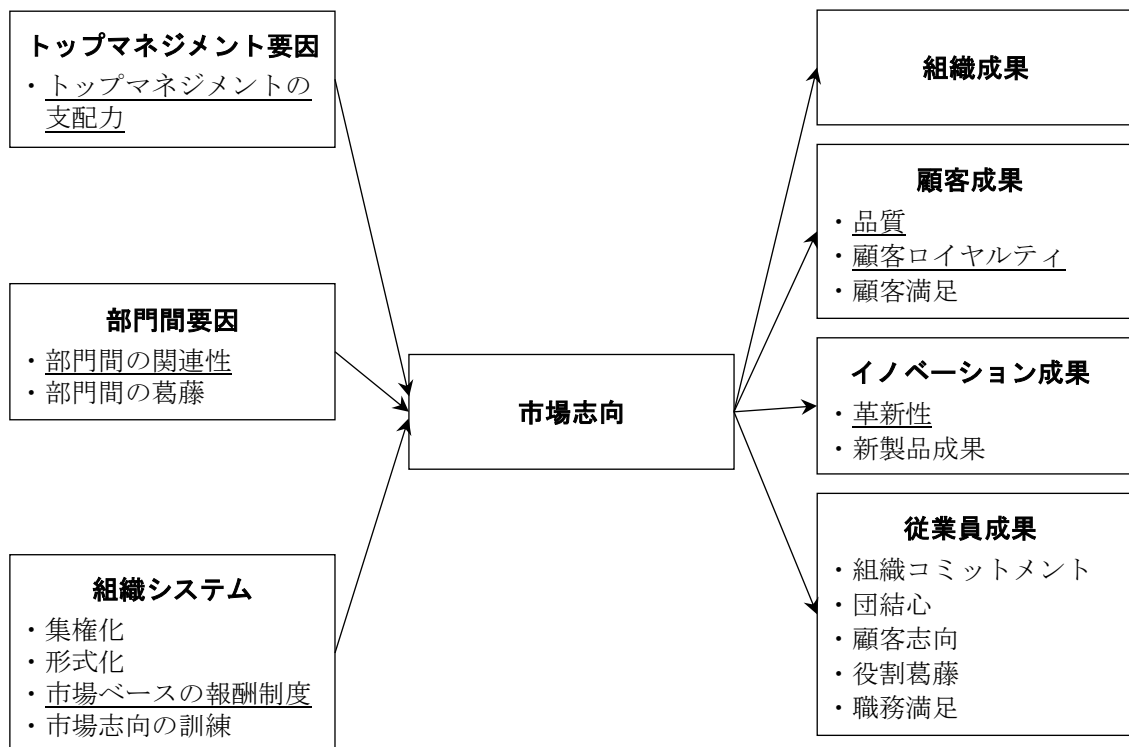 トップマネジメント要因
・トップマネジメントの
支配力
部門間要因
・部門間の関連性
・部門間の葛藤
組織システム
・集権化
・形式化
・市場ベースの報酬制度
・市場志向の訓練
市場志向
組織成果
顧客成果
・品質
・顧客ロイヤルティ
・顧客満足
イノベーション成果
・革新性
・新製品成果
従業員成果
・組織コミットメント
・団結心
・顧客志向
・役割葛藤
・職務満足